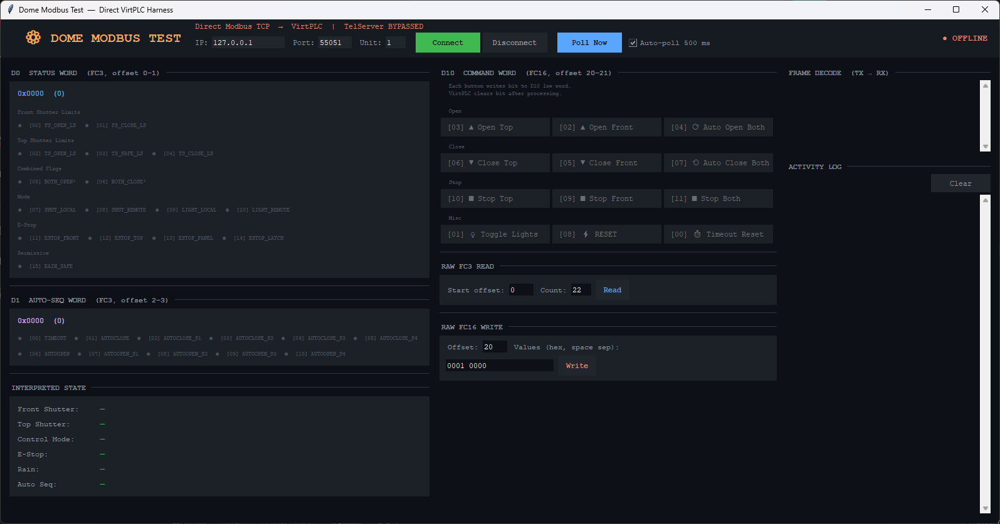 Dome Modbus Test — Direct VirtPLC Harness
DOME MODBUS TEST
Direct Modbus TCP → VirtPLC | TelServer BYPASSED
IP: 127.0.0.1 Port: 55051 Unit: 1 Connect Disconnect Poll Now Auto-poll 500 ms
● OFFLINE
D0 STATUS WORD (FC3, offset 0-1)
0x0000 (0)
Front Shutter Limits
● [00] FS_OPEN_LS ● [01] FS_CLOSE_LS
Top Shutter Limits
● [02] TS_OPEN_LS ● [03] TS_SAFE_LS ● [04] TS_CLOSE_LS
Combined Flags
● [05] BOTH_OPEN* ● [06] BOTH_CLOSE*
Mode
● [07] SHUT_LOCAL ● [08] SHUT_REMOTE ● [09] LIGHT_LOCAL ● [10] LIGHT_REMOTE
E-Stop
● [11] ESTOP_FRONT ● [12] ESTOP_TOP ● [13] ESTOP_PANEL ● [14] ESTOP_LATCH
Permissive
● [15] RAIN_SAFE
D1 AUTO-SEQ WORD (FC3, offset 2-3)
0x0000 (0)
● [00] TIMEOUT ● [01] AUTOCLOSE ● [02] AUTOCLOSE_S1 ● [03] AUTOCLOSE_S2 ● [04] AUTOCLOSE_S3 ● [05] AUTOCLOSE_S4
● [06] AUTOOPEN ● [07] AUTOOPEN_S1 ● [08] AUTOOPEN_S2 ● [09] AUTOOPEN_S3 ● [10] AUTOOPEN_S4
INTERPRETED STATE
Front Shutter: —
Top Shutter: —
Control Mode: —
E-Stop: —
Rain: —
Auto Seq: —
D10 COMMAND WORD (FC16, offset 20-21)
Each button writes bit to D10 low word.
VirtPLC clears bit after processing.
Open
[03] ▲ Open Top [02] ▲ Open Front [04] ⟳ Auto Open Both
Close
[06] ▼ Close Top [05] ▼ Close Front [07] ⟲ Auto Close Both
Stop
[10] ■ Stop Top [09] ■ Stop Front [11] ■ Stop Both
Misc
[01] 💡 Toggle Lights [08] ⚡ RESET [00] ⏱ Timeout Reset
RAW FC3 READ
Start offset: 0 Count: 22 Read
RAW FC16 WRITE
Offset: 20 Values (hex, space sep):
0001 0000 Write
FRAME DECODE (TX → RX)
ACTIVITY LOG
Clear